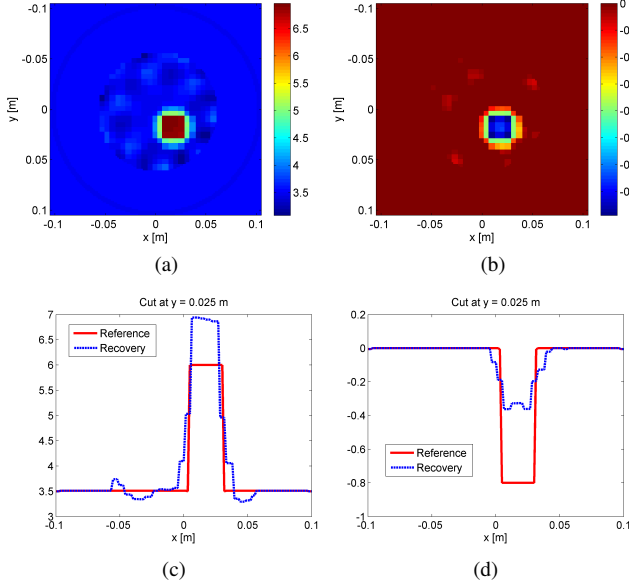 -0.1
-0.05
0
0.05
0.1
y [m]
-0.1 -0.05 0 0.05 0.1
x [m]
6.5
6
5.5
5
4.5
4
3.5
(a)
-0.1
-0.05
0
0.05
0.1
y [m]
-0.1 -0.05 0 0.05 0.1
x [m]
0
-0
-0
-0
-0
-0
(b)
Cut at y = 0.025 m
7
6
5.5
5
4.5
4
3.5
3
Reference
Recovery
-0.1 -0.05 0 0.05 0.1
x [m]
(c)
Cut at y = 0.025 m
0.2
0
-0.2
-0.4
-0.6
-0.8
-1
Reference
Recovery
-0.1 -0.05 0 0.05 0.1
x [m]
(d)